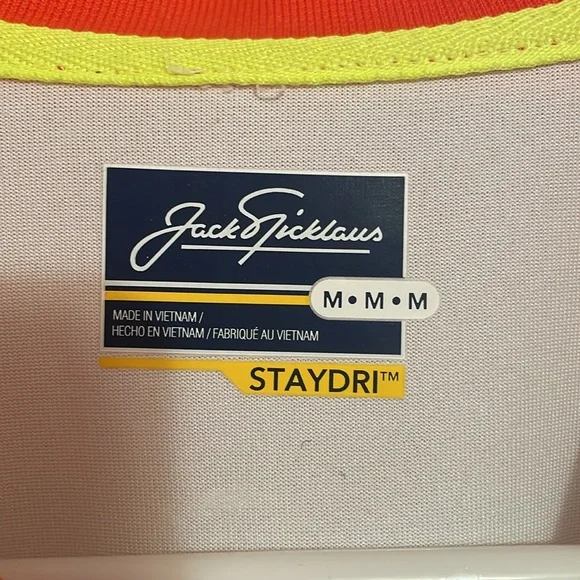 Jack Nicklaus
M•M•M
MADE IN VIETNAM /
HECHO EN VIETNAM / FABRIQUÉ AU VIETNAM
STAYDRI™